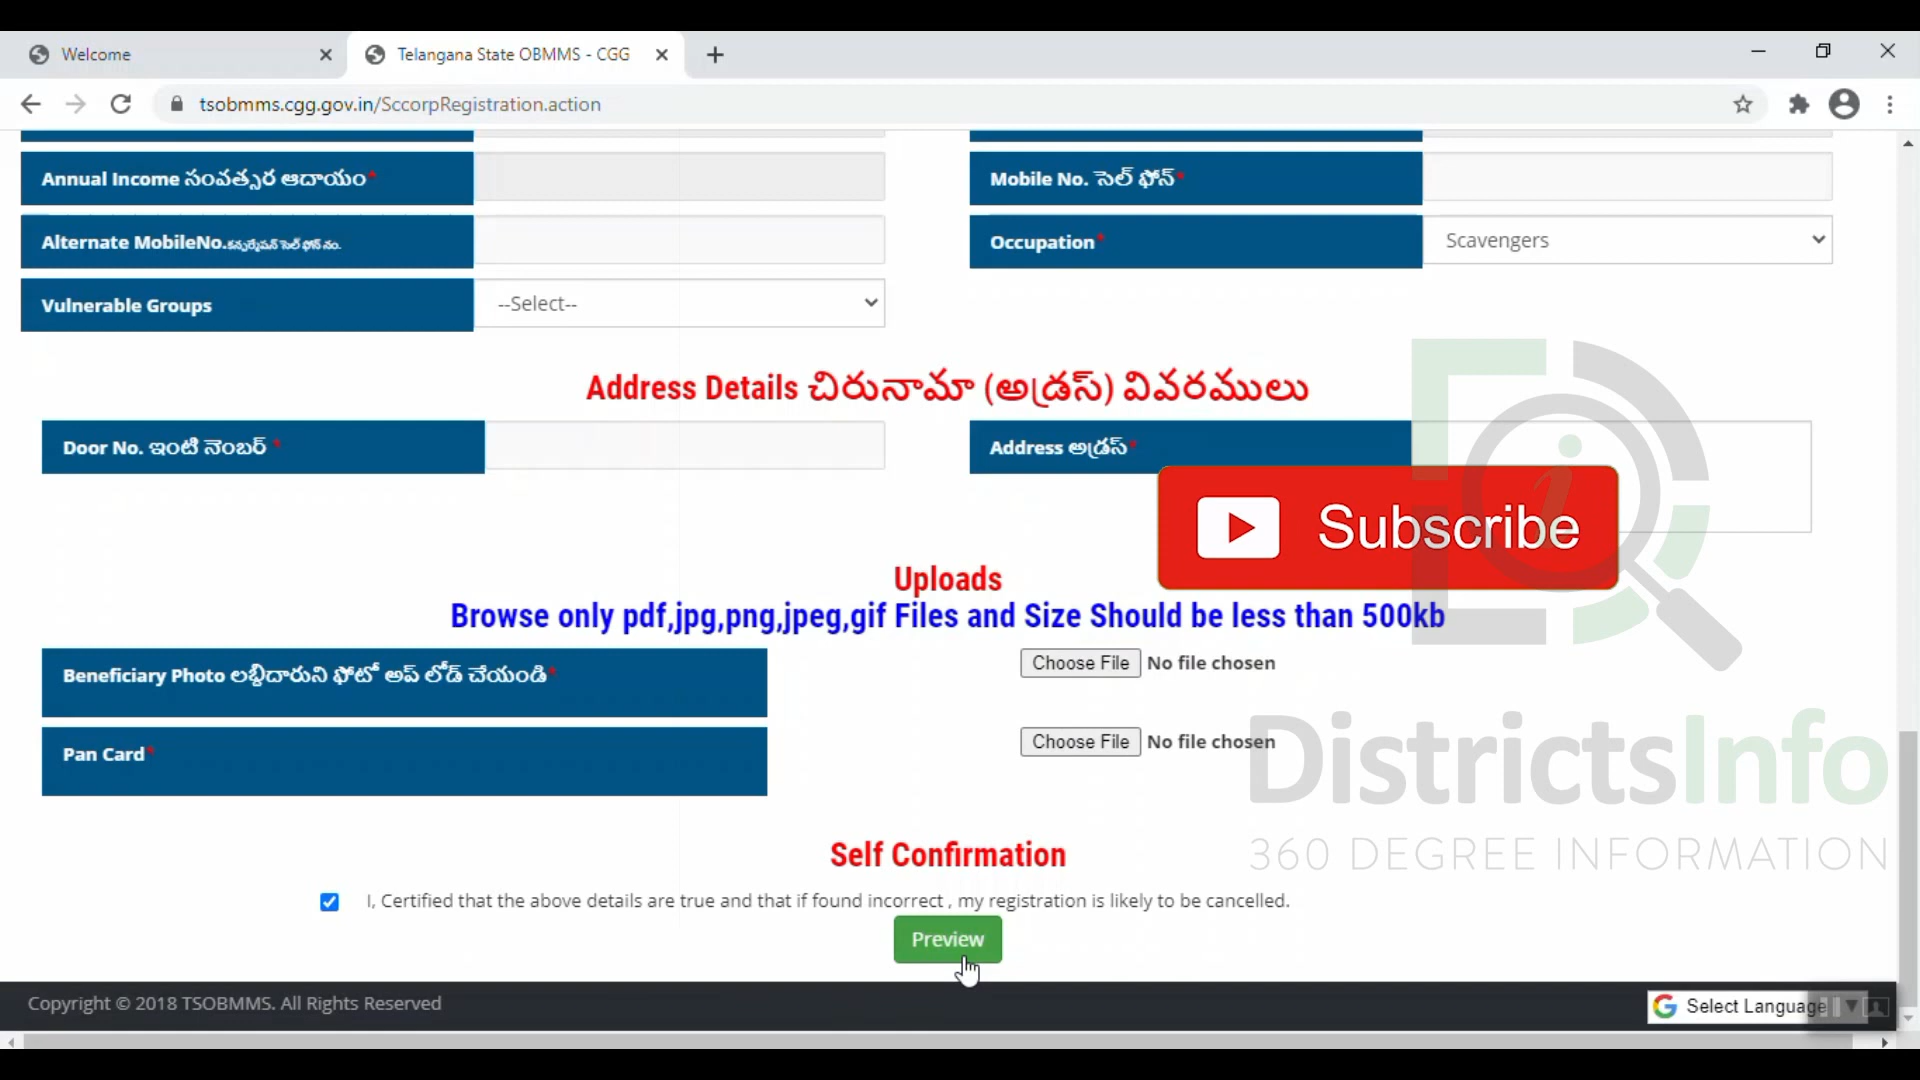 Welcome
Telangana State OBMMS - CGG
tsobmms.cgg.gov.in/SccorpRegistration.action
Annual Income సంవత్సర ఆదాయం*
Mobile No. సెల్ ఫోన్*
Alternate MobileNo.కన్ఫర్మేషన్ సెల్ ఫోన్ నం.
Occupation* Scavengers
Vulnerable Groups --Select--
Address Details చిరునామా (అడ్రస్) వివరములు
Door No. ఇంటి నెంబర్ *
Address అడ్రస్*
Subscribe
Uploads
Browse only pdf,jpg,png,jpeg,gif Files and Size Should be less than 500kb
Beneficiary Photo లబ్దిదారుని ఫోటో అప్ లోడ్ చేయండి*
Choose File No file chosen
Pan Card*
Choose File No file chosen
DistrictsInfo
360 DEGREE INFORMATION
Self Confirmation
I, Certified that the above details are true and that if found incorrect , my registration is likely to be cancelled.
Preview
Copyright © 2018 TSOBMMS. All Rights Reserved
Select Language